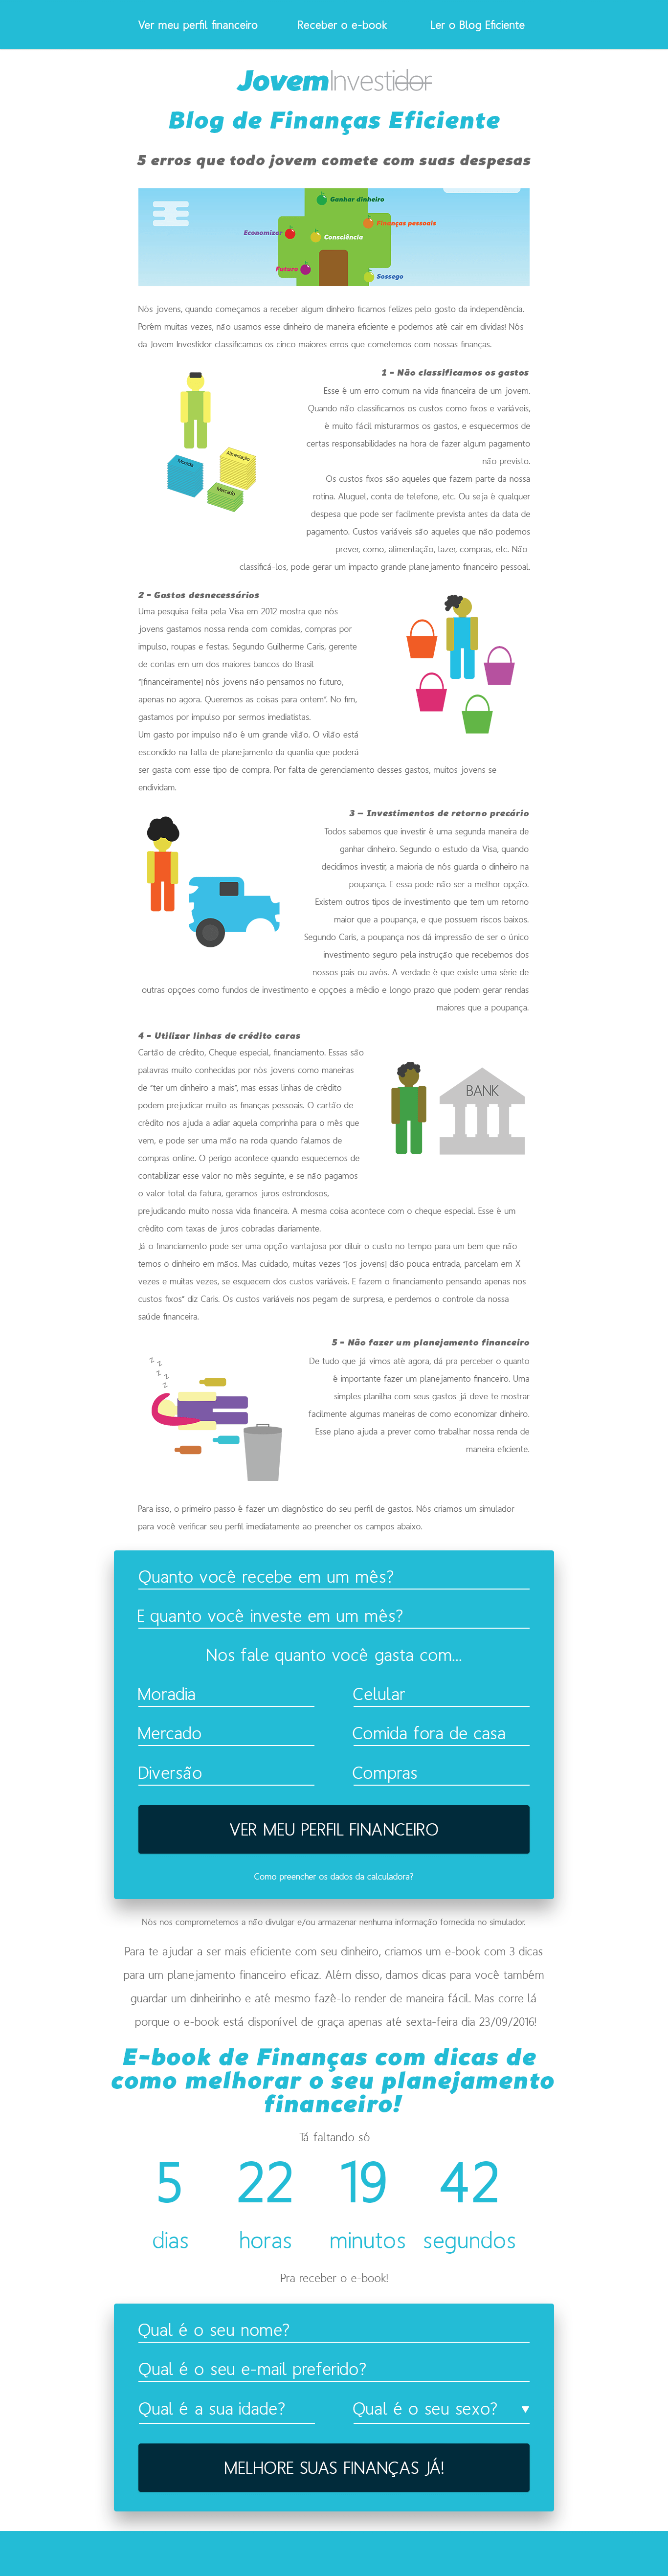 Ver meu perfil financeiro Receber o e-book Ler o Blog Eficiente
JovemInvestidor
Blog de Finanças Eficiente
5 erros que todo jovem comete com suas despesas
Ganhar dinheiro
Finanças pessoais
Economizar
Consciência
Futuro
Sossego
Nós jovens, quando começamos a receber algum dinheiro ficamos felizes pelo gosto da independência.
Porém muitas vezes, não usamos esse dinheiro de maneira eficiente e podemos até cair em dívidas! Nós
da Jovem Investidor classificamos os cinco maiores erros que cometemos com nossas finanças.
1 - Não classificamos os gastos
Esse é um erro comum na vida financeira de um jovem.
Quando não classificamos os custos como fixos e variáveis,
é muito fácil misturarmos os gastos, e esquecermos de
certas responsabilidades na hora de fazer algum pagamento
não previsto.
Os custos fixos são aqueles que fazem parte da nossa
rotina. Aluguel, conta de telefone, etc. Ou seja é qualquer
despesa que pode ser facilmente prevista antes da data de
pagamento. Custos variáveis são aqueles que não podemos
prever, como, alimentação, lazer, compras, etc. Não
classificá-los, pode gerar um impacto grande planejamento financeiro pessoal.
Moradia
Alimentação
Mercado
2 - Gastos desnecessários
Uma pesquisa feita pela Visa em 2012 mostra que nós
jovens gastamos nossa renda com comidas, compras por
impulso, roupas e festas. Segundo Guilherme Caris, gerente
de contas em um dos maiores bancos do Brasil
"[financeiramente] nós jovens não pensamos no futuro,
apenas no agora. Queremos as coisas para ontem". No fim,
gastamos por impulso por sermos imediatistas.
Um gasto por impulso não é um grande vilão. O vilão está
escondido na falta de planejamento da quantia que poderá
ser gasta com esse tipo de compra. Por falta de gerenciamento desses gastos, muitos jovens se
endividam.
3 – Investimentos de retorno precário
Todos sabemos que investir é uma segunda maneira de
ganhar dinheiro. Segundo o estudo da Visa, quando
decidimos investir, a maioria de nós guarda o dinheiro na
poupança. E essa pode não ser a melhor opção.
Existem outros tipos de investimento que tem um retorno
maior que a poupança, e que possuem riscos baixos.
Segundo Caris, a poupança nos dá impressão de ser o único
investimento seguro pela instrução que recebemos dos
nossos pais ou avós. A verdade é que existe uma série de
outras opções como fundos de investimento e opções a médio e longo prazo que podem gerar rendas
maiores que a poupança.
4 - Utilizar linhas de crédito caras
Cartão de crédito, Cheque especial, financiamento. Essas são
palavras muito conhecidas por nós jovens como maneiras
de "ter um dinheiro a mais", mas essas linhas de crédito
podem prejudicar muito as finanças pessoais. O cartão de
crédito nos ajuda a adiar aquela comprinha para o mês que
vem, e pode ser uma mão na roda quando falamos de
compras online. O perigo acontece quando esquecemos de
contabilizar esse valor no mês seguinte, e se não pagamos
o valor total da fatura, geramos juros estrondosos,
prejudicando muito nossa vida financeira. A mesma coisa acontece com o cheque especial. Esse é um
crédito com taxas de juros cobradas diariamente.
Já o financiamento pode ser uma opção vantajosa por diluir o custo no tempo para um bem que não
temos o dinheiro em mãos. Mas cuidado, muitas vezes "[os jovens] dão pouca entrada, parcelam em X
vezes e muitas vezes, se esquecem dos custos variáveis. E fazem o financiamento pensando apenas nos
custos fixos" diz Caris. Os custos variáveis nos pegam de surpresa, e perdemos o controle da nossa
saúde financeira.
BANK
5 - Não fazer um planejamento financeiro
De tudo que já vimos até agora, dá pra perceber o quanto
é importante fazer um planejamento financeiro. Uma
simples planilha com seus gastos já deve te mostrar
facilmente algumas maneiras de como economizar dinheiro.
Esse plano ajuda a prever como trabalhar nossa renda de
maneira eficiente.
z z z z z
Para isso, o primeiro passo é fazer um diagnóstico do seu perfil de gastos. Nós criamos um simulador
para você verificar seu perfil imediatamente ao preencher os campos abaixo.
Quanto você recebe em um mês?
E quanto você investe em um mês?
Nos fale quanto você gasta com...
Moradia Celular
Mercado Comida fora de casa
Diversão Compras
VER MEU PERFIL FINANCEIRO
Como preencher os dados da calculadora?
Nós nos comprometemos a não divulgar e/ou armazenar nenhuma informação fornecida no simulador.
Para te ajudar a ser mais eficiente com seu dinheiro, criamos um e-book com 3 dicas
para um planejamento financeiro eficaz. Além disso, damos dicas para você também
guardar um dinheirinho e até mesmo fazê-lo render de maneira fácil. Mas corre lá
porque o e-book está disponível de graça apenas até sexta-feira dia 23/09/2016!
E-book de Finanças com dicas de
como melhorar o seu planejamento
financeiro!
Tá faltando só
5 22 19 42
dias horas minutos segundos
Pra receber o e-book!
Qual é o seu nome?
Qual é o seu e-mail preferido?
Qual é a sua idade? Qual é o seu sexo?
MELHORE SUAS FINANÇAS JÁ!